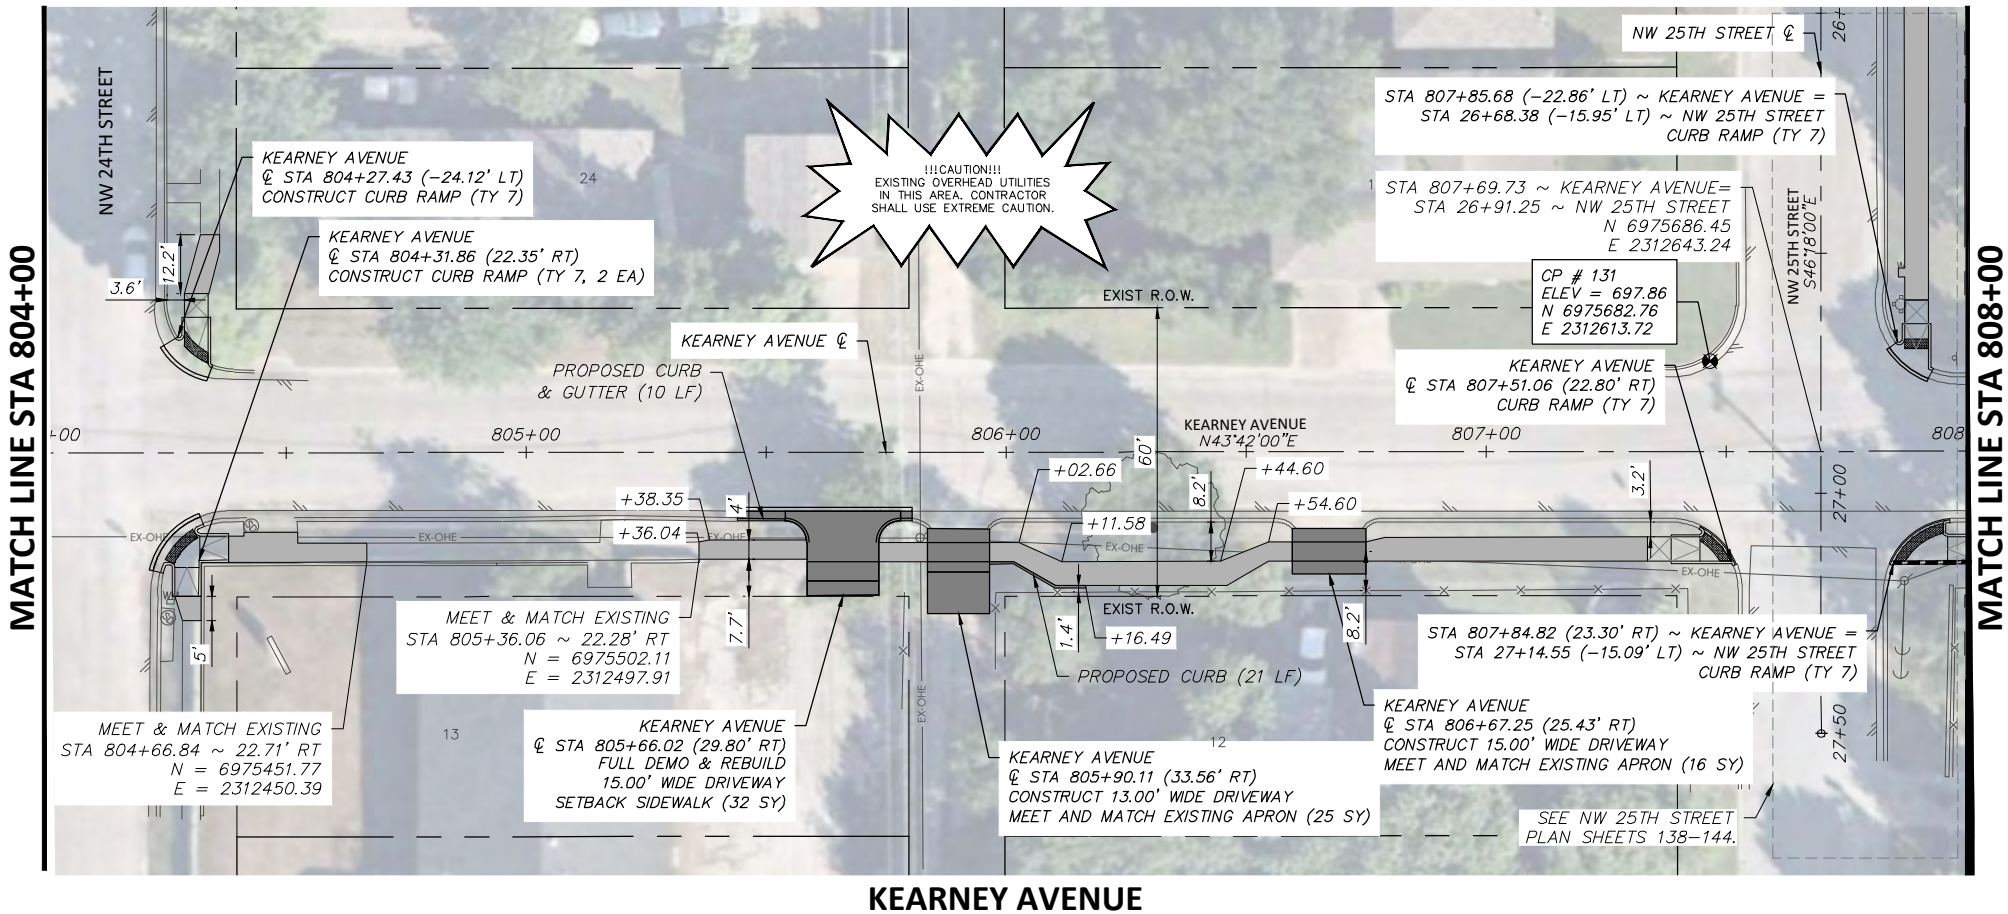 NW 24TH STREET
MATCH LINE STA 804+00
MATCH LINE STA 808+00
KEARNEY AVENUE
℄ STA 804+27.43 (-24.12' LT)
CONSTRUCT CURB RAMP (TY 7)
KEARNEY AVENUE
℄ STA 804+31.86 (22.35' RT)
CONSTRUCT CURB RAMP (TY 7, 2 EA)
12.2'
3.6'
24
!!!CAUTION!!!
EXISTING OVERHEAD UTILITIES
IN THIS AREA. CONTRACTOR
SHALL USE EXTREME CAUTION.
NW 25TH STREET ℄
26+
STA 807+85.68 (-22.86' LT) ~ KEARNEY AVENUE =
STA 26+68.38 (-15.95' LT) ~ NW 25TH STREET
CURB RAMP (TY 7)
1
STA 807+69.73 ~ KEARNEY AVENUE=
STA 26+91.25 ~ NW 25TH STREET
N 6975686.45
E 2312643.24
NW 25TH STREET
S46°18'00"E
CP # 131
ELEV = 697.86
N 6975682.76
E 2312613.72
EXIST R.O.W.
KEARNEY AVENUE ℄
PROPOSED CURB
& GUTTER (10 LF)
EX-OHE
KEARNEY AVENUE
℄ STA 807+51.06 (22.80' RT)
CURB RAMP (TY 7)
+00
805+00
806+00
KEARNEY AVENUE
N43°42'00"E
807+00
808
60'
+02.66
+44.60
+38.35
4'
8.2'
+54.60
3.2'
27+00
+36.04
+11.58
EX-OHE
EX-OHE
EX-OHE
EX-OHE
EX-OHE
W
5'
MEET & MATCH EXISTING
STA 805+36.06 ~ 22.28' RT
N = 6975502.11
E = 2312497.91
7.7'
EXIST R.O.W.
1.4'
+16.49
8.2'
PROPOSED CURB (21 LF)
STA 807+84.82 (23.30' RT) ~ KEARNEY AVENUE =
STA 27+14.55 (-15.09' LT) ~ NW 25TH STREET
CURB RAMP (TY 7)
EX-OHE
MEET & MATCH EXISTING
STA 804+66.84 ~ 22.71' RT
N = 6975451.77
E = 2312450.39
13
KEARNEY AVENUE
℄ STA 805+66.02 (29.80' RT)
FULL DEMO & REBUILD
15.00' WIDE DRIVEWAY
SETBACK SIDEWALK (32 SY)
12
KEARNEY AVENUE
℄ STA 805+90.11 (33.56' RT)
CONSTRUCT 13.00' WIDE DRIVEWAY
MEET AND MATCH EXISTING APRON (25 SY)
KEARNEY AVENUE
℄ STA 806+67.25 (25.43' RT)
CONSTRUCT 15.00' WIDE DRIVEWAY
MEET AND MATCH EXISTING APRON (16 SY)
27+50
SEE NW 25TH STREET
PLAN SHEETS 138-144.
KEARNEY AVENUE